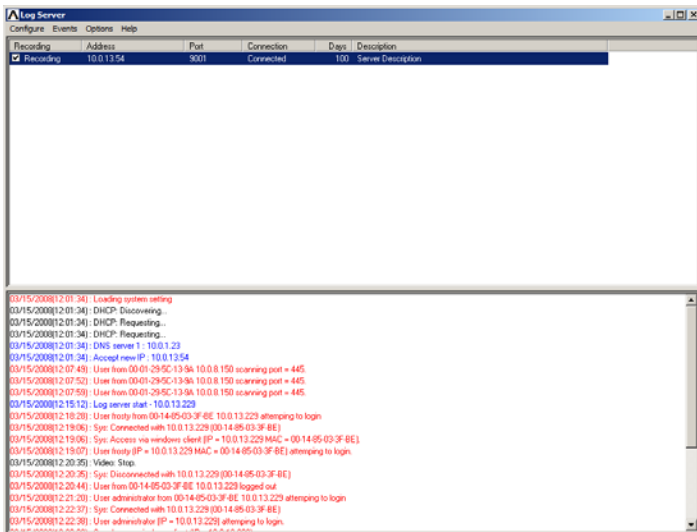 Log Server
Configure Events Options Help
Recording Address Port Connection Days Description
Recording 10.0.13.54 9001 Connected 100 Server Description
03/15/2008(12:01:34) : Loading system setting
03/15/2008(12:01:34) : DHCP: Discovering...
03/15/2008(12:01:34) : DHCP: Requesting...
03/15/2008(12:01:34) : DHCP: Requesting...
03/15/2008(12:01:34) : DNS server 1 : 10.0.1.23
03/15/2008(12:01:34) : Accept new IP : 10.0.13.54
03/15/2008(12:07:49) : User from 00-01-29-5C-13-9A 10.0.8.150 scanning port = 445.
03/15/2008(12:07:52) : User from 00-01-29-5C-13-9A 10.0.8.150 scanning port = 445.
03/15/2008(12:07:59) : User from 00-01-29-5C-13-9A 10.0.8.150 scanning port = 445.
03/15/2008(12:15:12) : Log server start - 10.0.13.229
03/15/2008(12:18:28) : User frosty from 00-14-85-03-3F-BE 10.0.13.229 attemping to login
03/15/2008(12:19:06) : Sys: Connected with 10.0.13.229 (00-14-85-03-3F-BE)
03/15/2008(12:19:06) : Sys: Access via windows client (IP = 10.0.13.229 MAC = 00-14-85-03-3F-BE).
03/15/2008(12:19:07) : User frosty (IP = 10.0.13.229 MAC = 00-14-85-03-3F-BE) attemping to login.
03/15/2008(12:20:35) : Video: Stop.
03/15/2008(12:20:35) : Sys: Disconnected with 10.0.13.229 (00-14-85-03-3F-BE)
03/15/2008(12:20:44) : User from 00-14-85-03-3F-BE 10.0.13.229 logged out.
03/15/2008(12:21:20) : User administrator from 00-14-85-03-3F-BE 10.0.13.229 attemping to login
03/15/2008(12:22:37) : Sys: Connected with 10.0.13.229 (00-14-85-03-3F-BE)
03/15/2008(12:22:38) : User administrator (IP = 10.0.13.229) attemping to login.